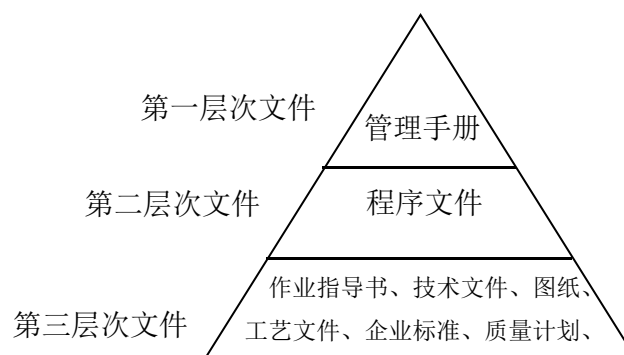 第一层次文件
管理手册
第二层次文件
程序文件
作业指导书、技术文件、图纸、
第三层次文件
工艺文件、企业标准、质量计划、